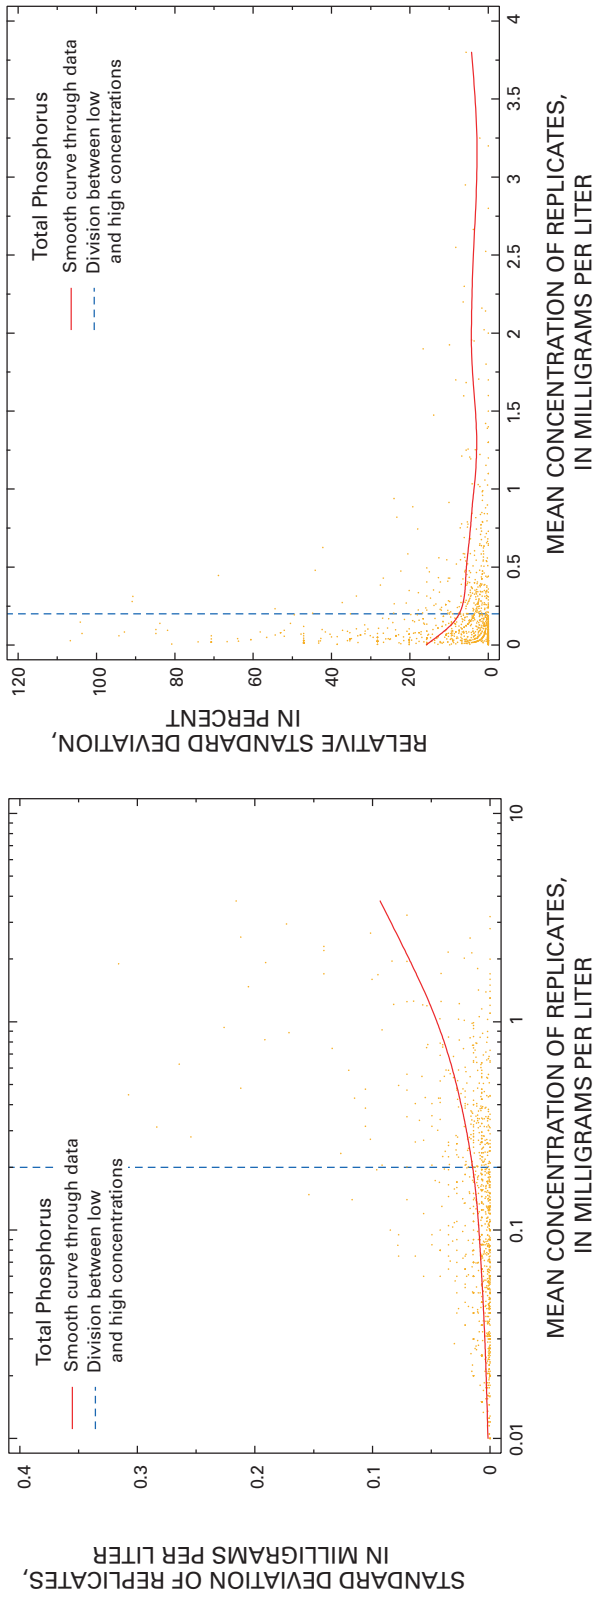 STANDARD DEVIATION OF REPLICATES,
IN MILLIGRAMS PER LITER
0.4
0.3
0.2
0.1
0
Total Phosphorus
Smooth curve through data
Division between low
and high concentrations
0.01
0.1
1
10
MEAN CONCENTRATION OF REPLICATES,
IN MILLIGRAMS PER LITER
RELATIVE STANDARD DEVIATION,
IN PERCENT
120
100
80
60
40
20
0
Total Phosphorus
Smooth curve through data
Division between low
and high concentrations
0
0.5
1
1.5
2
2.5
3
3.5
4
MEAN CONCENTRATION OF REPLICATES,
IN MILLIGRAMS PER LITER